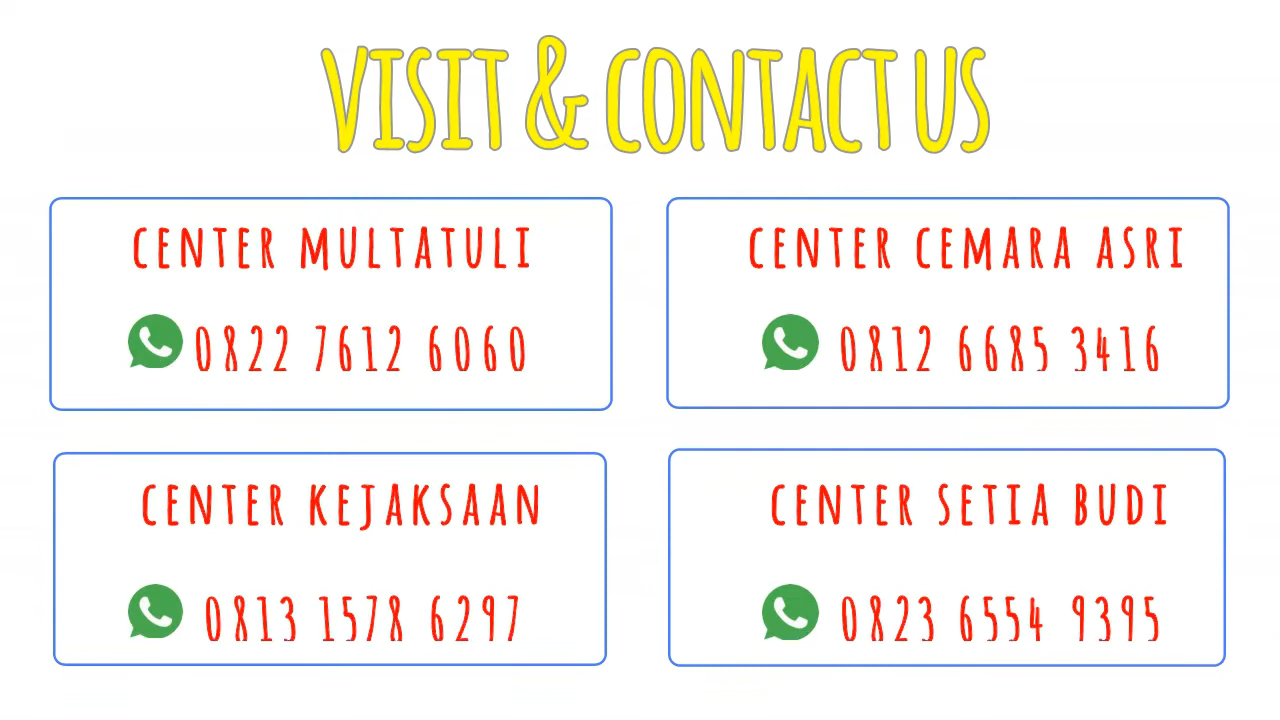 VISIT & CONTACT US
CENTER MULTATULI
0822 7612 6060
CENTER CEMARA ASRI
0812 6685 3416
CENTER KEJAKSAAN
0813 1578 6297
CENTER SETIA BUDI
0823 6554 9395